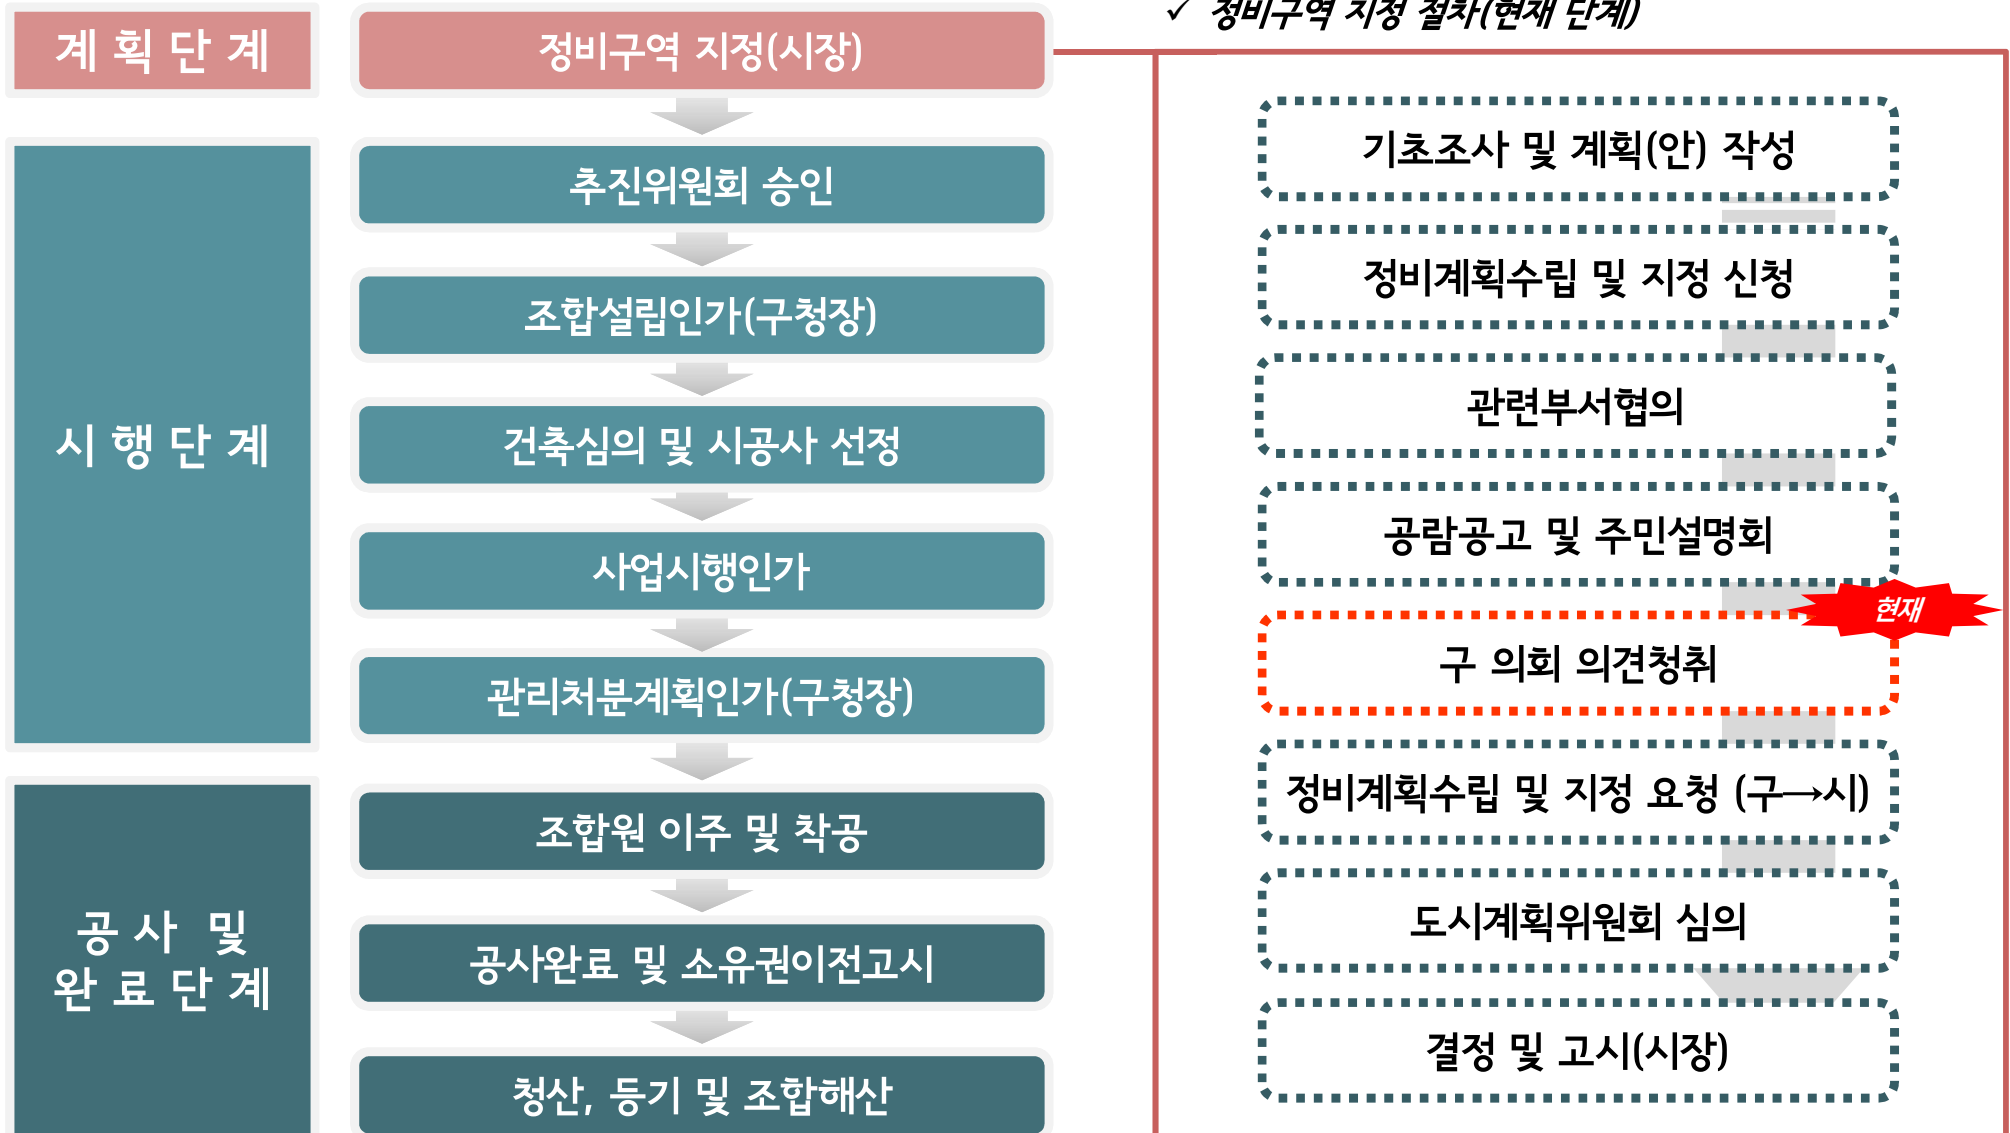 계획단계
정비구역 지정(시장)
시행단계
추진위원회 승인
조합설립인가(구청장)
건축심의 및 시공사 선정
사업시행인가
관리처분계획인가(구청장)
공사 및
완료단계
조합원 이주 및 착공
공사완료 및 소유권이전고시
청산, 등기 및 조합해산
✓ 정비구역 지정 절차(현재 단계)
기초조사 및 계획(안) 작성
정비계획수립 및 지정 신청
관련부서협의
공람공고 및 주민설명회
현재
구 의회 의견청취
정비계획수립 및 지정 요청 (구→시)
도시계획위원회 심의
결정 및 고시(시장)